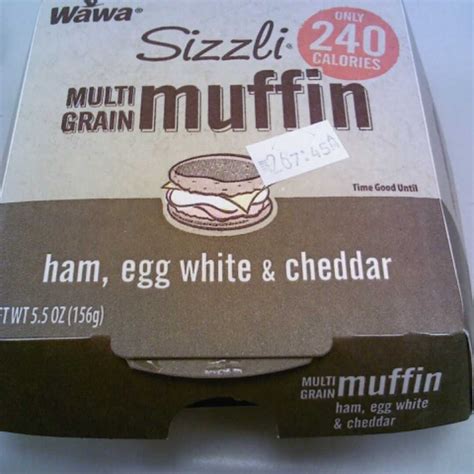 Wawa®
Sizzli®
ONLY
240
CALORIES
MULTI
GRAIN muffin
Time Good Until
ham, egg white & cheddar
ET WT 5.5 OZ (156g)
MULTI
GRAIN muffin
ham, egg white
& cheddar